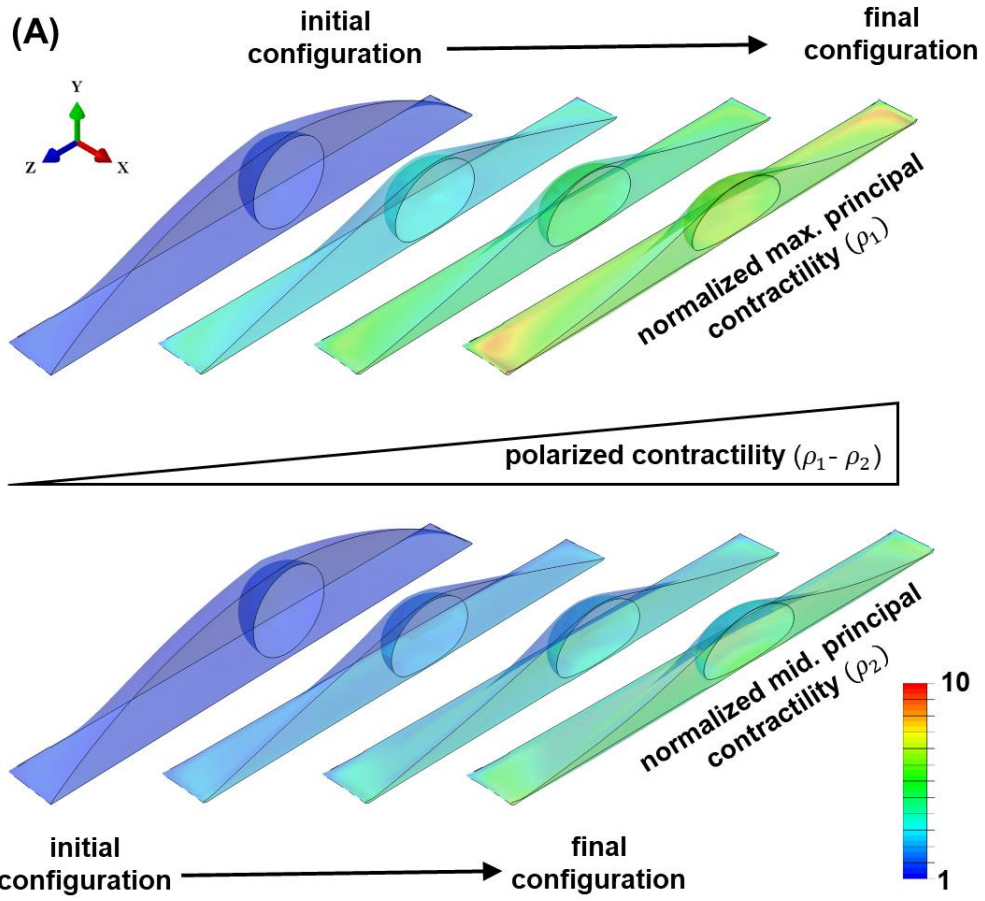 (A)
initial
configuration
final
configuration
Y
Z
X
normalized max. principal
contractility (ρ₁)
polarized contractility (ρ₁- ρ₂)
normalized mid. principal
contractility (ρ₂)
10
1
initial
configuration
final
configuration